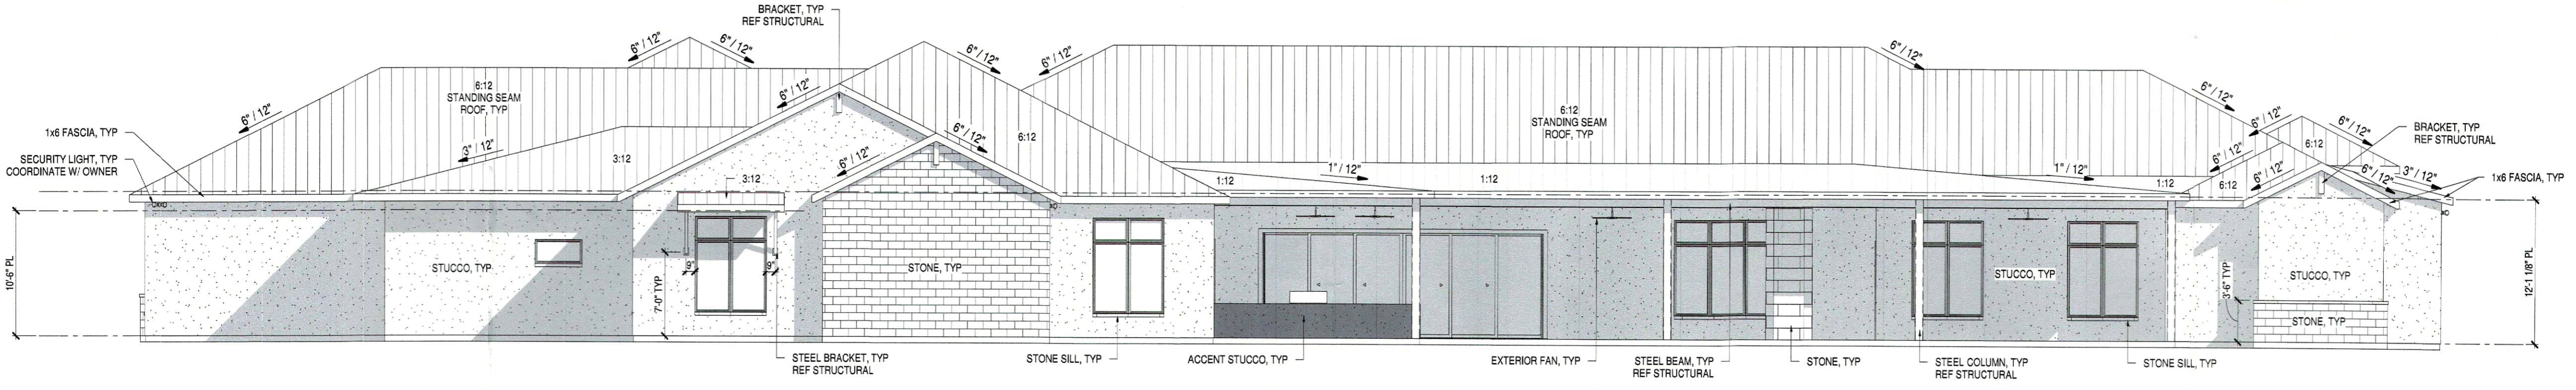 BRACKET, TYP
REF STRUCTURAL
6" / 12"
6" / 12"
6" / 12"
6" / 12"
6" / 12"
6:12
STANDING SEAM
ROOF, TYP
6" / 12"
6" / 12"
6:12
STANDING SEAM
ROOF, TYP
6" / 12"
6" / 12"
6" / 12"
6:12
BRACKET, TYP
REF STRUCTURAL
1x6 FASCIA, TYP
SECURITY LIGHT, TYP
COORDINATE W/ OWNER
3" / 12"
3:12
6" / 12"
6:12
6" / 12"
3:12
1:12
1" / 12"
1:12
1" / 12"
1:12
6" / 12"
6:12
6" / 12"
6" / 12"
3" / 12"
1x6 FASCIA, TYP
10'-6" PL
STUCCO, TYP
7'-0" TYP
9"
9"
STONE, TYP
STUCCO, TYP
3'-6" TYP
STUCCO, TYP
STONE, TYP
12'-1 1/8" PL
STEEL BRACKET, TYP
REF STRUCTURAL
STONE SILL, TYP
ACCENT STUCCO, TYP
EXTERIOR FAN, TYP
STEEL BEAM, TYP
REF STRUCTURAL
STONE, TYP
STEEL COLUMN, TYP
REF STRUCTURAL
STONE SILL, TYP